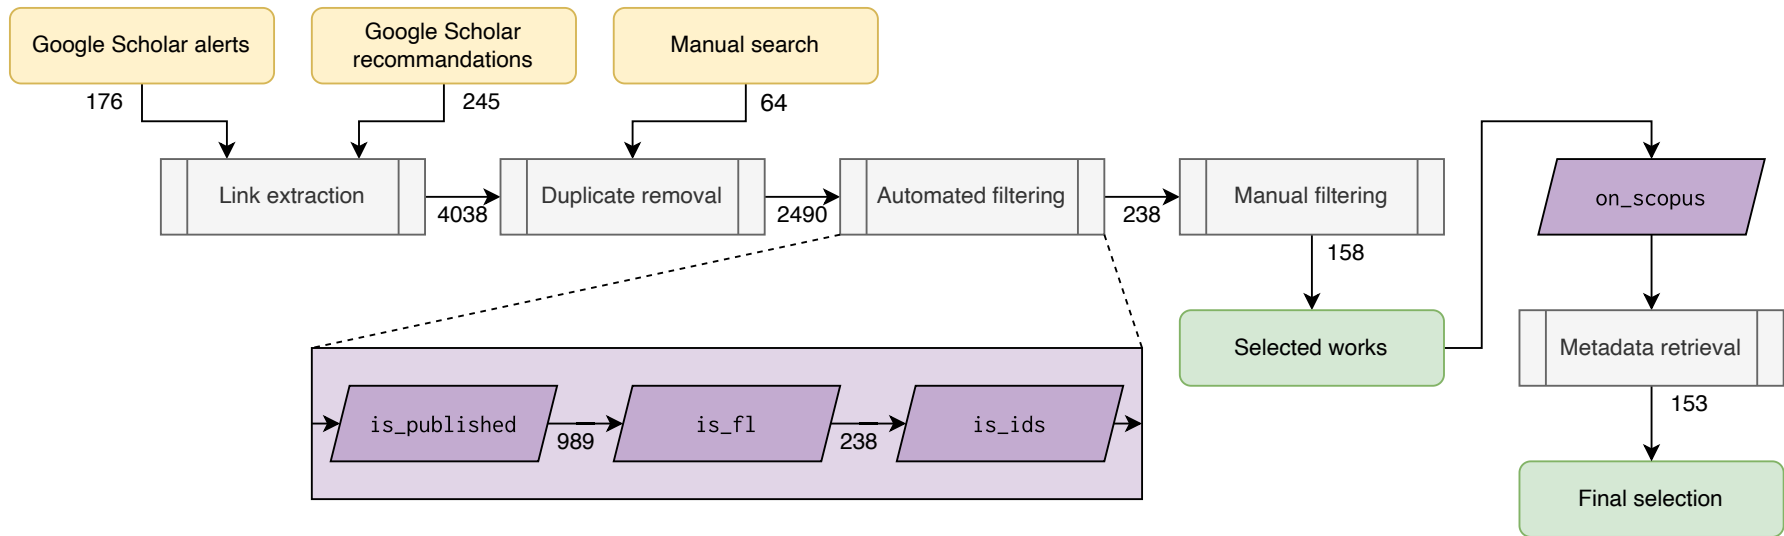 Google Scholar alerts
Google Scholar
recommandations
Manual search
176
245
64
Link extraction
4038
Duplicate removal
2490
Automated filtering
238
Manual filtering
on_scopus
158
Selected works
Metadata retrieval
is_published
989
is_fl
238
is_ids
153
Final selection